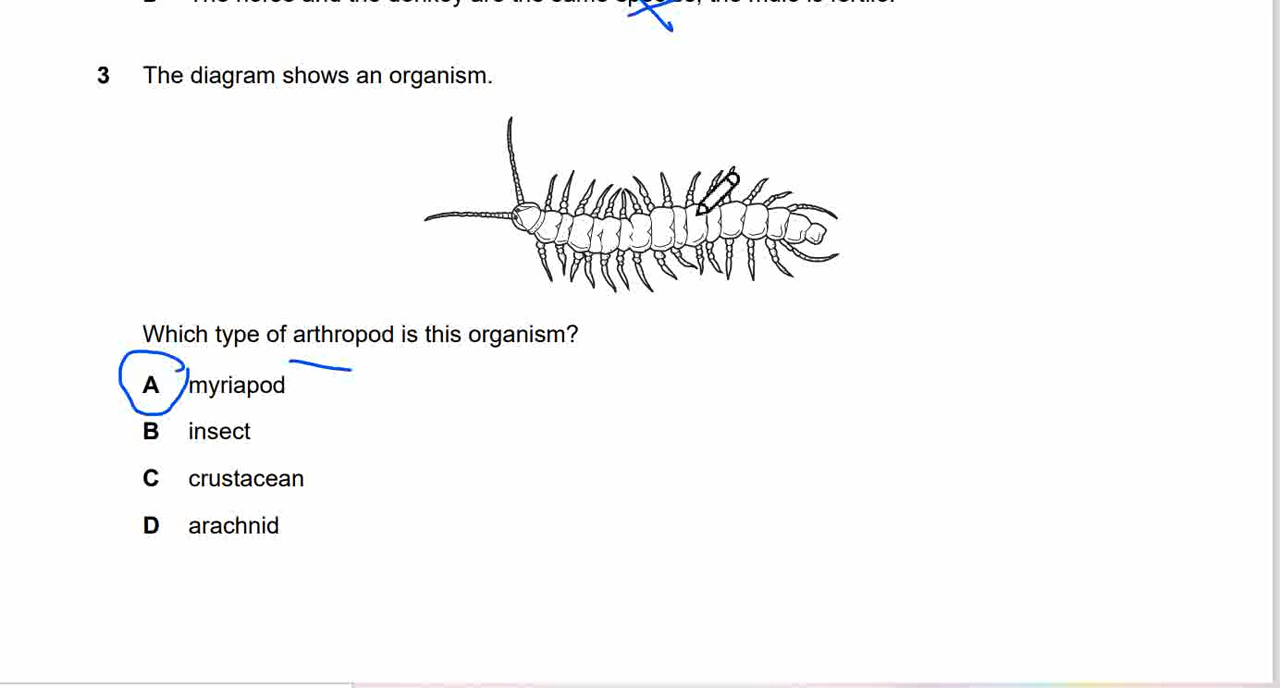 3 The diagram shows an organism.
Which type of arthropod is this organism?
A myriapod
B insect
C crustacean
D arachnid